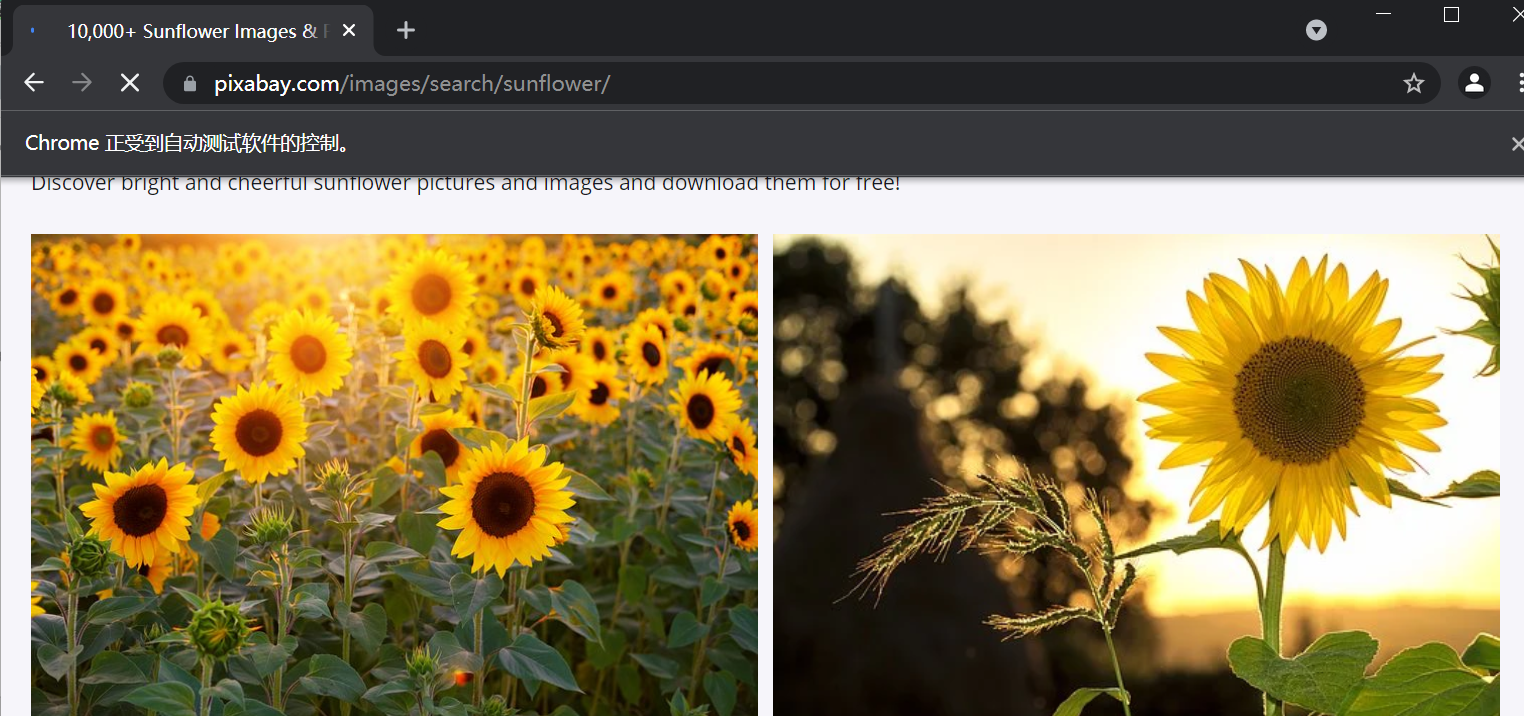 10,000+ Sunflower Images &
pixabay.com/images/search/sunflower/
Chrome 正受到自动测试软件的控制。
Discover bright and cheerful sunflower pictures and images and download them for free!